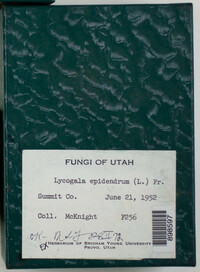 FUNGI OF UTAH
Lycogala epidendrum (L.) Fr.
Summit Co. June 21, 1952
Coll. McKnight F256
HERBARIUM OF BRIGHAM YOUNG UNIVERSITY
PROVO, UTAH
898597